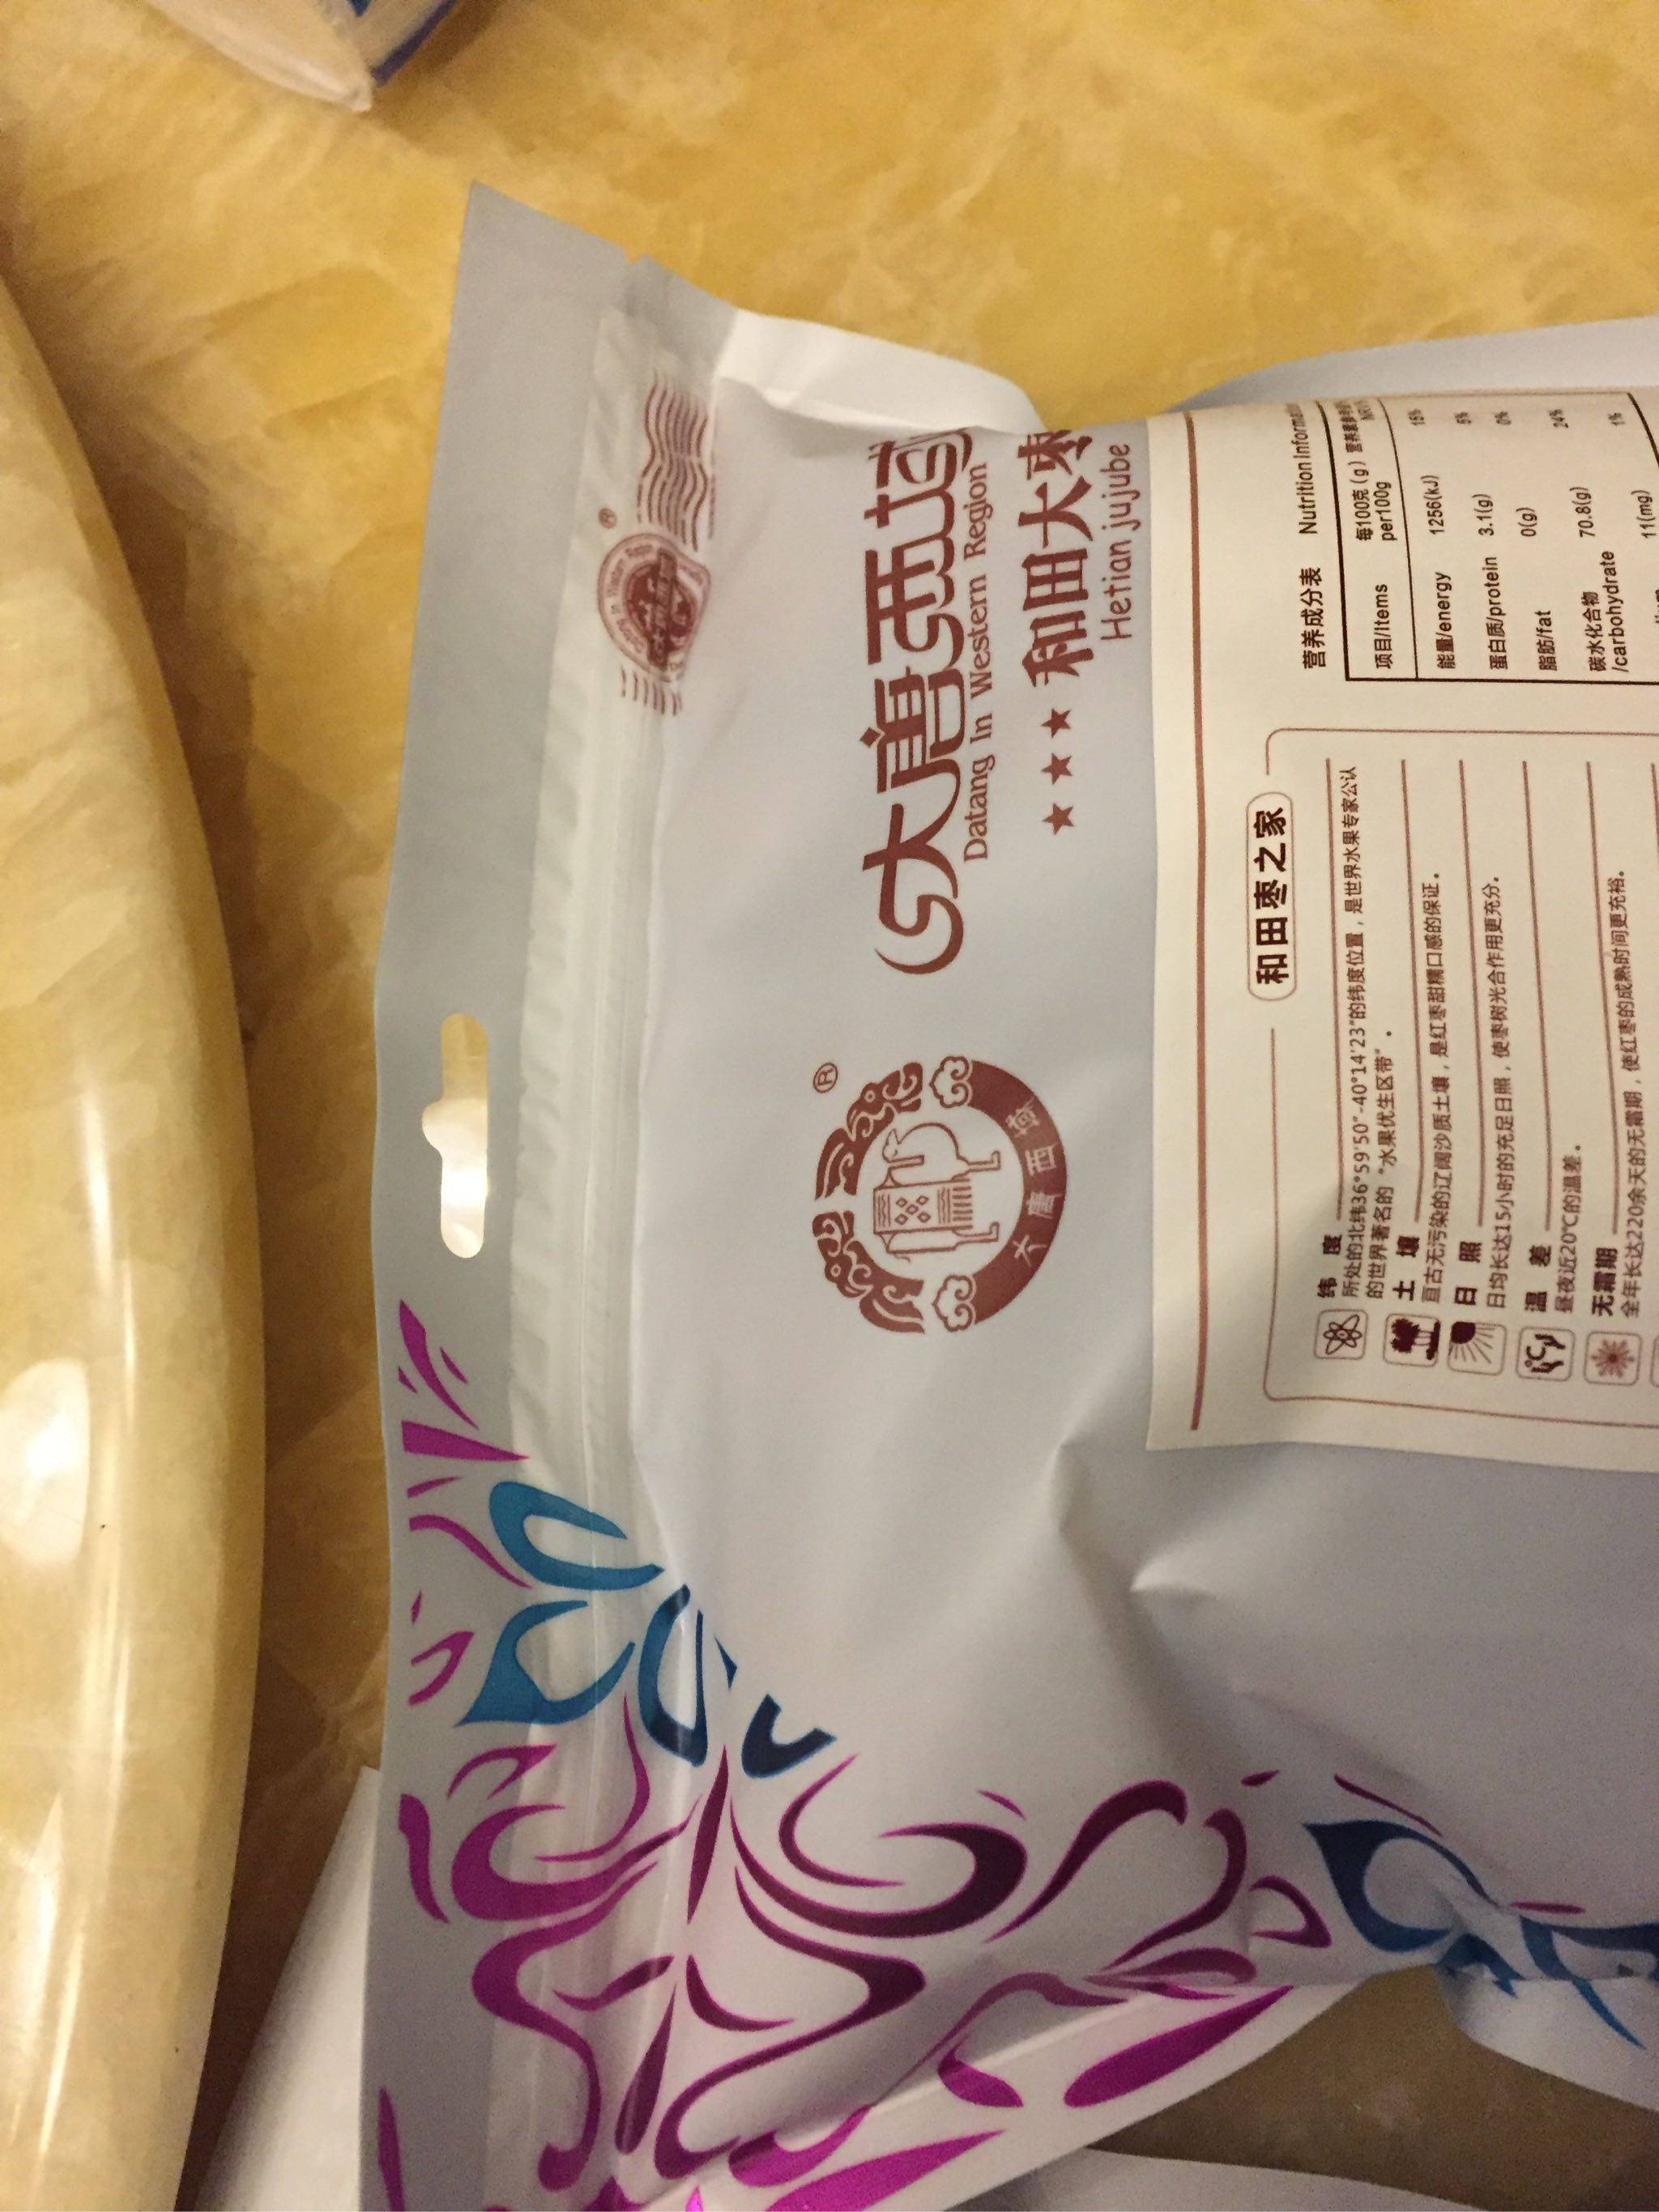 ®
大唐西域
Datang In Western Region
★★★ 和田大枣
Hetian jujube
®
大唐西域
和田枣之家
纬度
所处的北纬36°59'50"-40°14'23"的纬度位置，是世界水果专家公认
的世界著名的“水果优生区带”。
土壤
亘古无污染的辽阔沙质土壤，是红枣甜糯口感的保证。
日照
日均长达15小时的充足日照，使枣树光合作用更充分。
温差
昼夜近20℃的温差。
无霜期
全年长达220余天的无霜期，使红枣的成熟时间更充裕。
营养成分表 Nutrition Informa
项目/Items 每100克(g) per100g
能量/energy 1256(kJ) 15%
蛋白质/protein 3.1(g) 5%
脂肪/fat 0(g) 0%
碳水化合物 70.8(g) 24%
/carbohydrate
11(mg) 1%